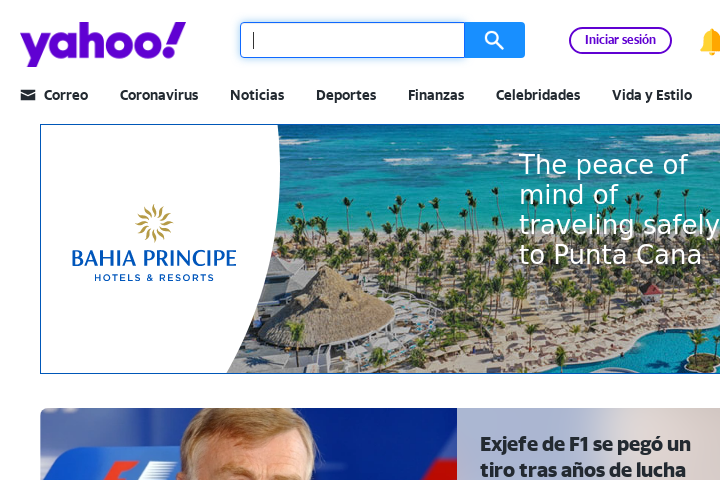 yahoo!
Iniciar sesión
Correo
Coronavirus
Noticias
Deportes
Finanzas
Celebridades
Vida y Estilo
The peace of
mind of
traveling safely
to Punta Cana
BAHIA PRINCIPE
HOTELS & RESORTS
Exjefe de F1 se pegó un
tiro tras años de lucha